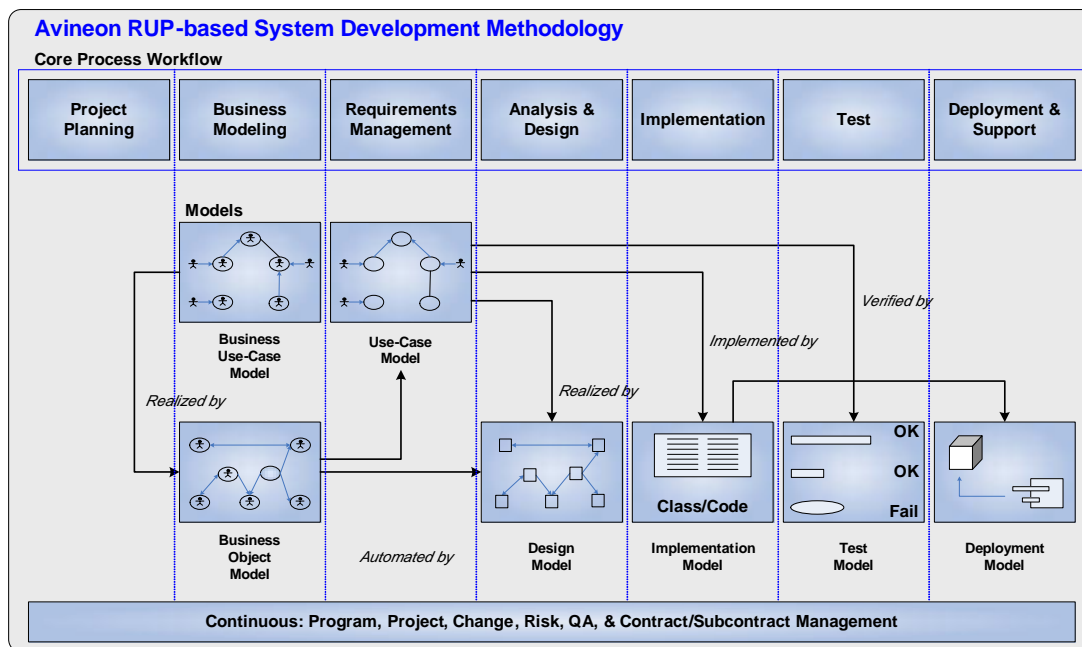 Avineon RUP-based System Development Methodology
Core Process Workflow
Project
Planning
Business
Modeling
Requirements
Management
Analysis &
Design
Implementation
Test
Deployment &
Support
Models
Business
Use-Case
Model
Use-Case
Model
Verified by
Implemented by
Realized by
Realized by
OK
OK
Fail
Class/Code
Business
Object
Model
Automated by
Design
Model
Implementation
Model
Test
Model
Deployment
Model
Continuous: Program, Project, Change, Risk, QA, & Contract/Subcontract Management